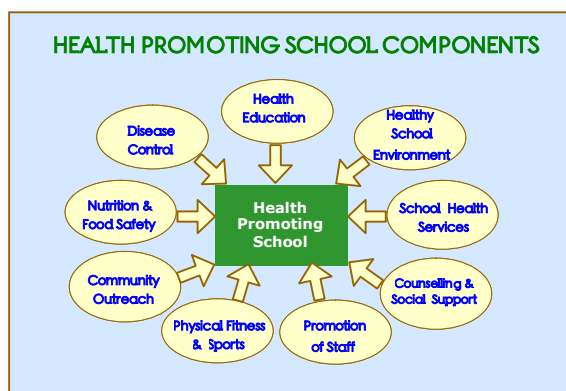 HEALTH PROMOTING SCHOOL COMPONENTS
Health
Education
Healthy
School
Environment
Disease
Control
Nutrition &
Food Safety
Health
Promoting
School
School Health
Services
Community
Outreach
Counselling &
Social Support
Physical Fitness
& Sports
Promotion
of Staff